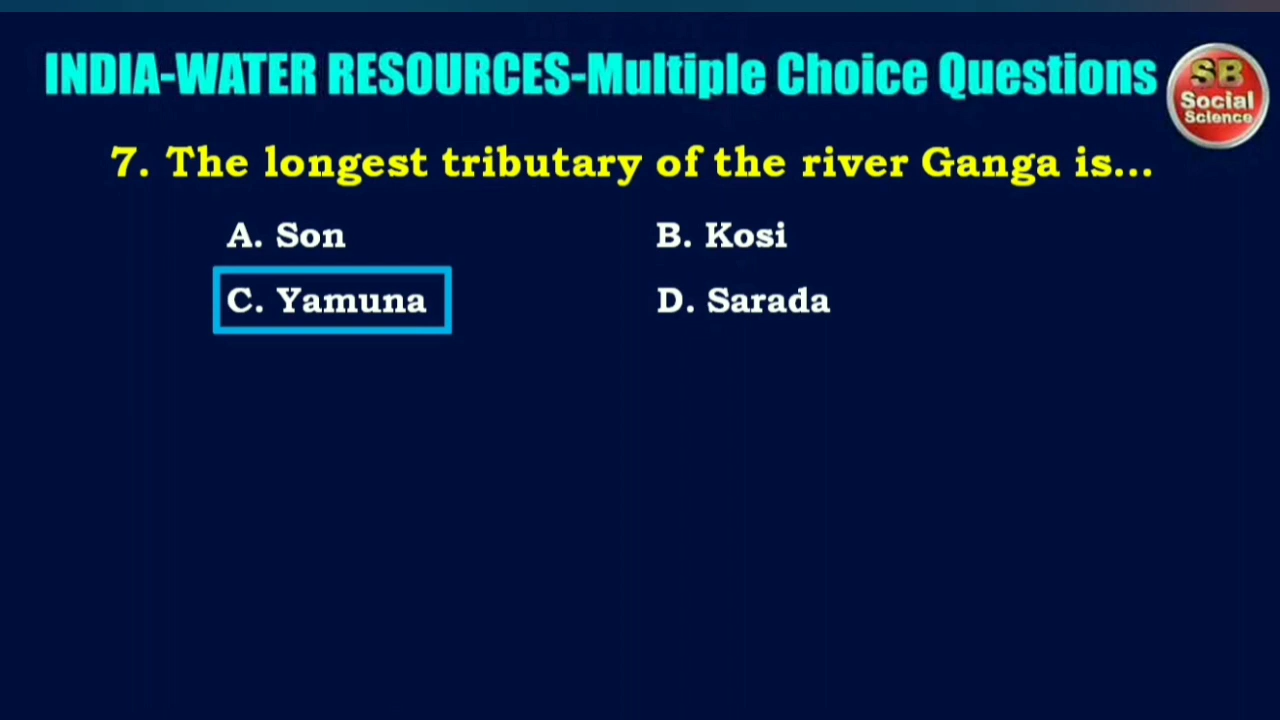 INDIA-WATER RESOURCES-Multiple Choice Questions
SB
Social
Science
7. The longest tributary of the river Ganga is...
A. Son B. Kosi
C. Yamuna D. Sarada